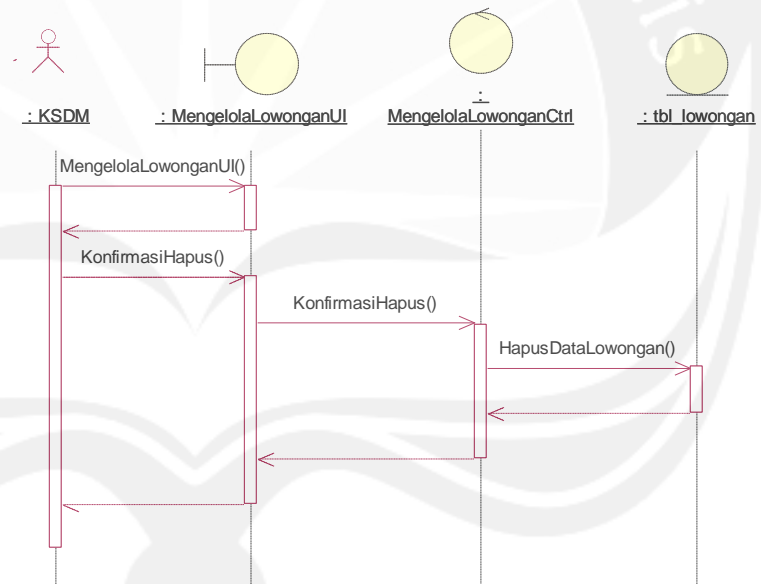 : KSDM
: MengelolaLowonganUI
:
MengelolaLowonganCtrl
: tbl_lowongan
MengelolaLowonganUI()
KonfirmasiHapus()
KonfirmasiHapus()
HapusDataLowongan()